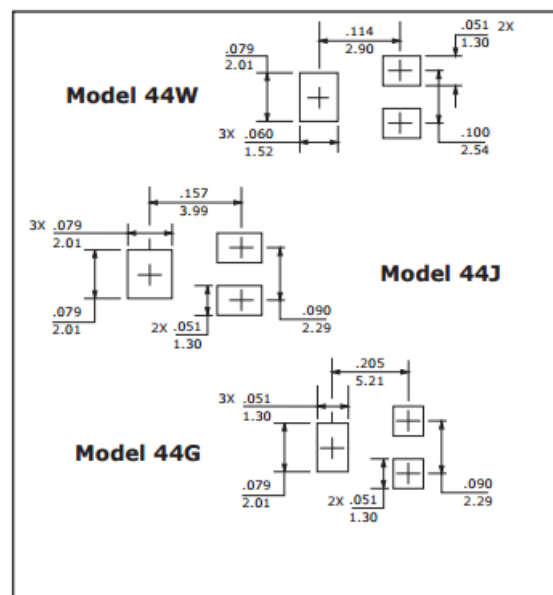 .114
2.90
.051 2X
1.30
.079
2.01
Model 44W
3X .060
1.52
.100
2.54
.157
3.99
3X .079
2.01
Model 44J
.079
2.01
2X .051
1.30
.090
2.29
.205
5.21
3X .051
1.30
Model 44G
.079
2.01
2X .051
1.30
.090
2.29